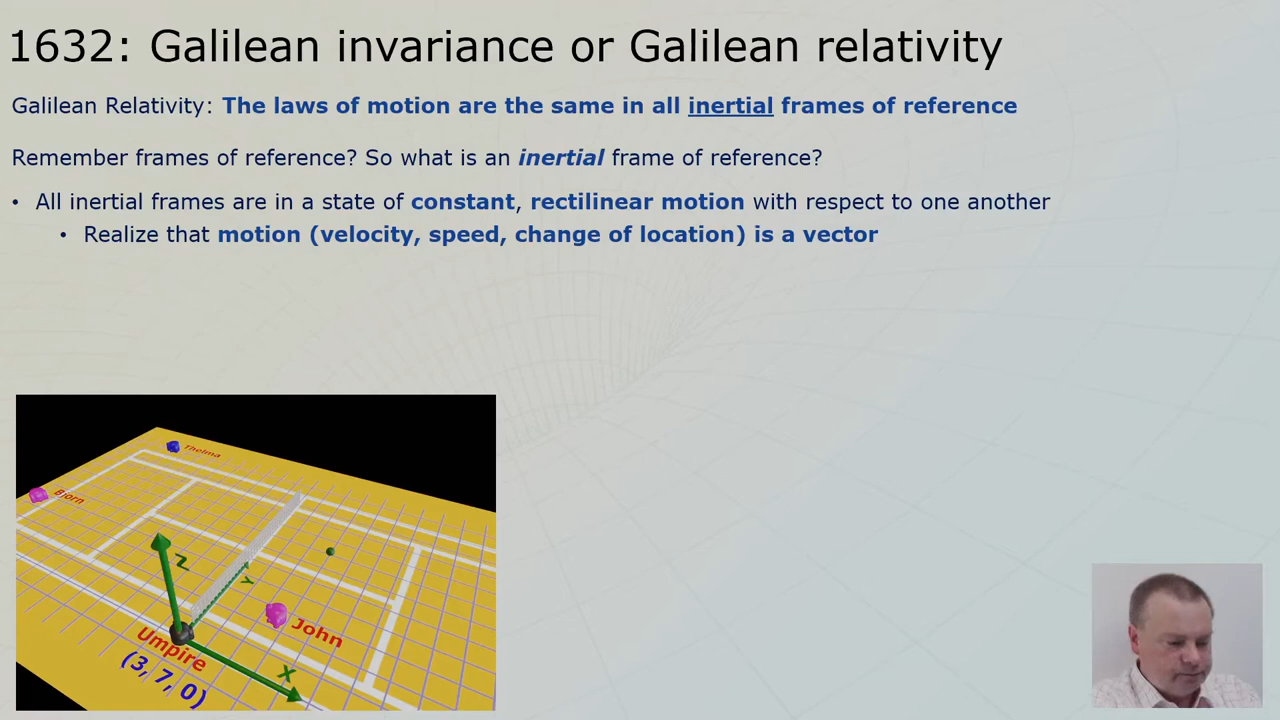 1632: Galilean invariance or Galilean relativity
Galilean Relativity: The laws of motion are the same in all inertial frames of reference
Remember frames of reference? So what is an inertial frame of reference?
• All inertial frames are in a state of constant, rectilinear motion with respect to one another
• Realize that motion (velocity, speed, change of location) is a vector
Thelma
Bjorn
Z
Y
John
Umpire
X
(3, 7, 0)